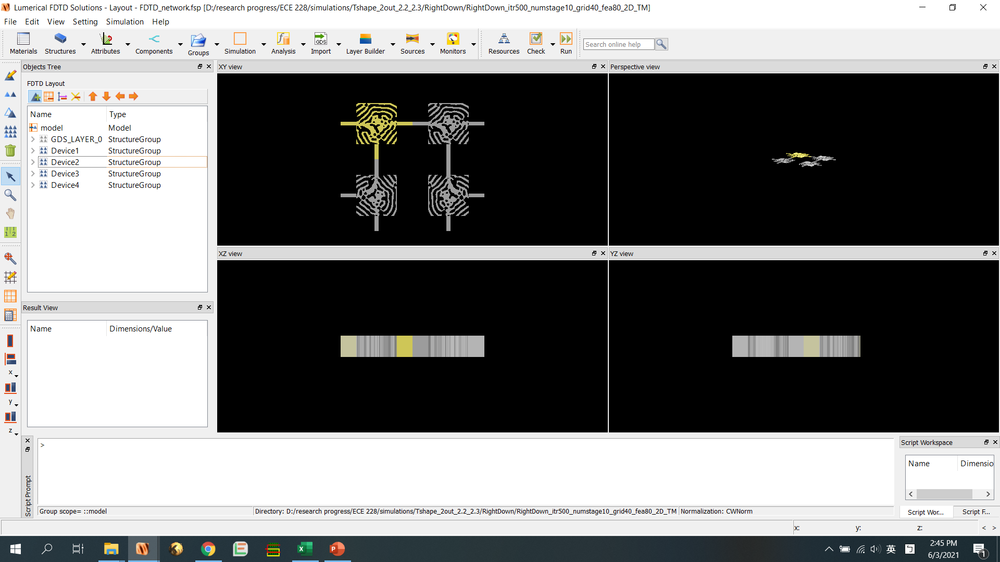 Lumerical FDTD Solutions - Layout - FDTD_network.fsp [D:/research progress/ECE 228/simulations/Tshape_2out_2.2_2.3/RightDown/RightDown_itr500_numstage10_grid40_fea80_2D_TM]
File Edit View Setting Simulation Help
Materials Structures Attributes Components Groups Simulation Analysis Import Layer Builder Sources Monitors Resources Check Run Search online help
GDS
Objects Tree
XY view
Perspective view
FDTD Layout
Name Type
model Model
GDS_LAYER_0 StructureGroup
Device1 StructureGroup
Device2 StructureGroup
Device3 StructureGroup
Device4 StructureGroup
1 2
XZ view
YZ view
Result View
Name Dimensions/Value
x
y
z
Script Prompt
>
Script Workspace
Name Dimensio
Group scope= ::model
Directory: D:/research progress/ECE 228/simulations/Tshape_2out_2.2_2.3/RightDown/RightDown_itr500_numstage10_grid40_fea80_2D_TM
Normalization: CWNorm
Script Wor... Script F...
x: y: z: < >
英
2:45 PM
6/3/2021
1